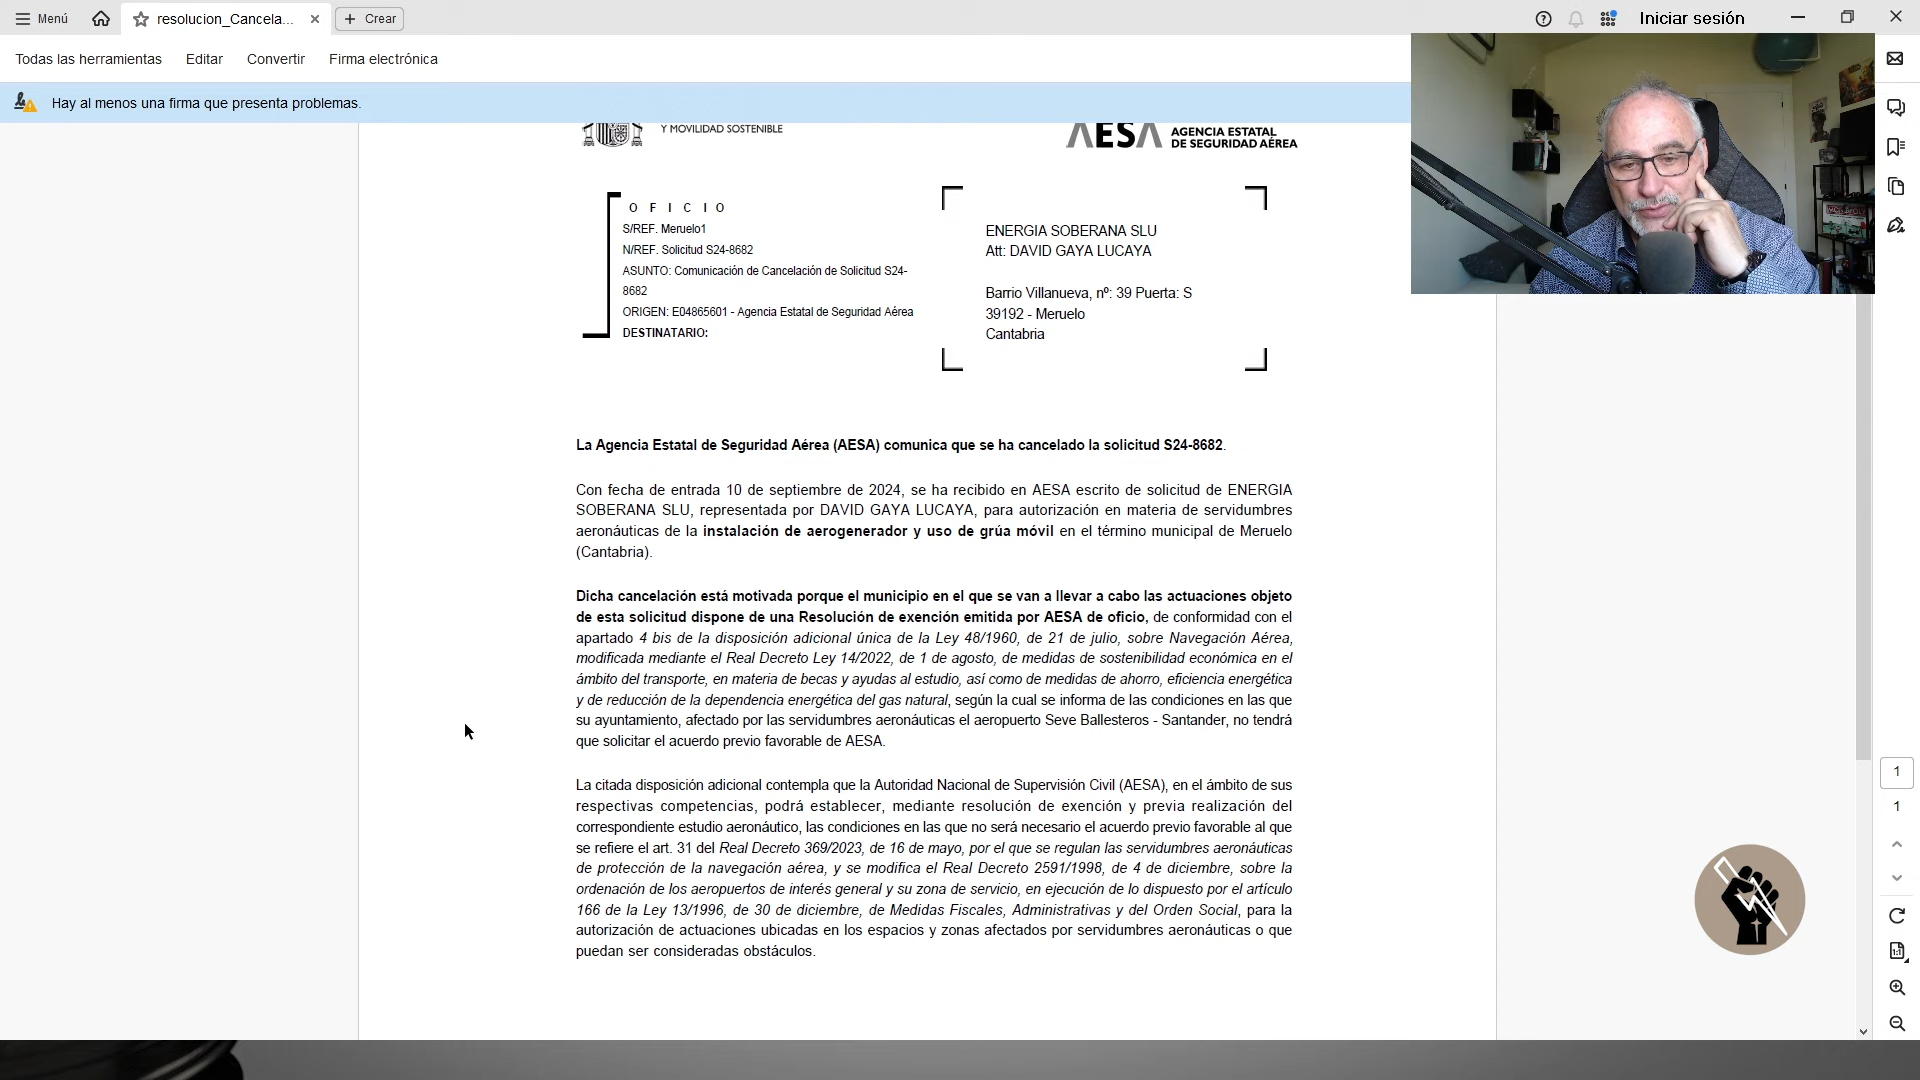 Menú
resolucion_Cancela...
Crear
Iniciar sesión
Todas las herramientas
Editar
Convertir
Firma electrónica
Hay al menos una firma que presenta problemas.
Y MOVILIDAD SOSTENIBLE
AESA AGENCIA ESTATAL
DE SEGURIDAD AÉREA
O F I C I O
S/REF. Meruelo1
N/REF. Solicitud S24-8682
ASUNTO: Comunicación de Cancelación de Solicitud S24-
8682
ORIGEN: E04865601 - Agencia Estatal de Seguridad Aérea
DESTINATARIO:
ENERGIA SOBERANA SLU
Att: DAVID GAYA LUCAYA
Barrio Villanueva, nº: 39 Puerta: S
39192 - Meruelo
Cantabria
La Agencia Estatal de Seguridad Aérea (AESA) comunica que se ha cancelado la solicitud S24-8682.
Con fecha de entrada 10 de septiembre de 2024, se ha recibido en AESA escrito de solicitud de ENERGIA
SOBERANA SLU, representada por DAVID GAYA LUCAYA, para autorización en materia de servidumbres
aeronáuticas de la instalación de aerogenerador y uso de grúa móvil en el término municipal de Meruelo
(Cantabria).
Dicha cancelación está motivada porque el municipio en el que se van a llevar a cabo las actuaciones objeto
de esta solicitud dispone de una Resolución de exención emitida por AESA de oficio, de conformidad con el
apartado 4 bis de la disposición adicional única de la Ley 48/1960, de 21 de julio, sobre Navegación Aérea,
modificada mediante el Real Decreto Ley 14/2022, de 1 de agosto, de medidas de sostenibilidad económica en el
ámbito del transporte, en materia de becas y ayudas al estudio, así como de medidas de ahorro, eficiencia energética
y de reducción de la dependencia energética del gas natural, según la cual se informa de las condiciones en las que
su ayuntamiento, afectado por las servidumbres aeronáuticas el aeropuerto Seve Ballesteros - Santander, no tendrá
que solicitar el acuerdo previo favorable de AESA.
La citada disposición adicional contempla que la Autoridad Nacional de Supervisión Civil (AESA), en el ámbito de sus
respectivas competencias, podrá establecer, mediante resolución de exención y previa realización del
correspondiente estudio aeronáutico, las condiciones en las que no será necesario el acuerdo previo favorable al que
se refiere el art. 31 del Real Decreto 369/2023, de 16 de mayo, por el que se regulan las servidumbres aeronáuticas
de protección de la navegación aérea, y se modifica el Real Decreto 2591/1998, de 4 de diciembre, sobre la
ordenación de los aeropuertos de interés general y su zona de servicio, en ejecución de lo dispuesto por el artículo
166 de la Ley 13/1996, de 30 de diciembre, de Medidas Fiscales, Administrativas y del Orden Social, para la
autorización de actuaciones ubicadas en los espacios y zonas afectados por servidumbres aeronáuticas o que
puedan ser consideradas obstáculos.
1
1